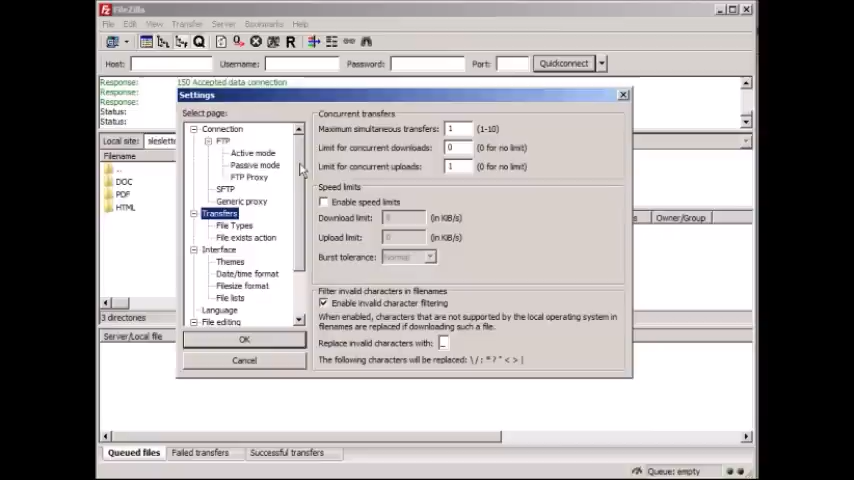 FileZilla
File Edit View Transfer Server Bookmarks Help
Host: Username: Password: Port: Quickconnect
Response: 150 Accepted data connection
Response:
Response:
Status:
Status:
Settings
Select page:
Connection
FTP
Active mode
Passive mode
FTP Proxy
SFTP
Generic proxy
Transfers
File Types
File exists action
Interface
Themes
Date/time format
Filesize format
File lists
Language
File editing
OK
Cancel
Concurrent transfers
Maximum simultaneous transfers: 1 (1-10)
Limit for concurrent downloads: 0 (0 for no limit)
Limit for concurrent uploads: 1 (0 for no limit)
Speed limits
Enable speed limits
Download limit: (in KiB/s)
Upload limit: (in KiB/s)
Burst tolerance: Normal
Filter invalid characters in filenames
Enable invalid character filtering
When enabled, characters that are not supported by the local operating system in
filenames are replaced if downloading such a file.
Replace invalid characters with: _
The following characters will be replaced: \ / : * ? " < > |
Local site:
Filename
..
DOC
PDF
HTML
3 directories
Owner/Group
Server/Local file
Queued files Failed transfers Successful transfers
Queue: empty